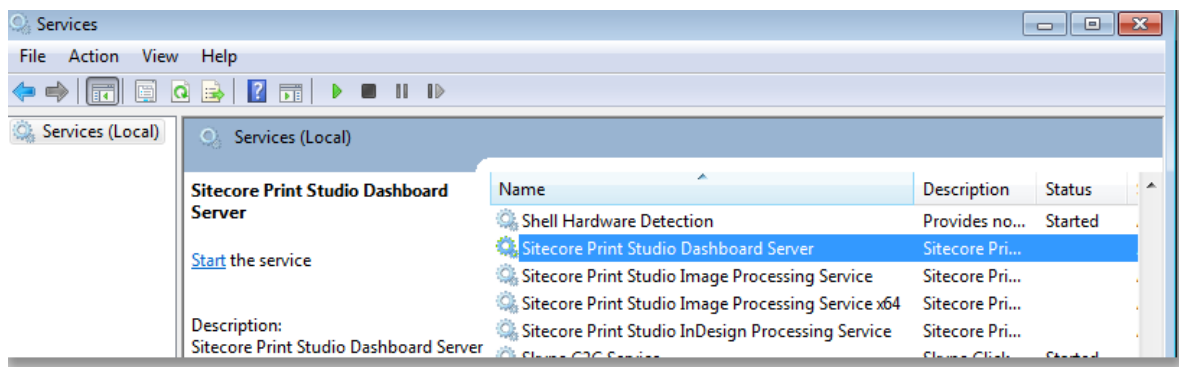 Services
File Action View Help
Services (Local)
Services (Local)
Sitecore Print Studio Dashboard
Server
Start the service
Description:
Sitecore Print Studio Dashboard Server
Name Description Status
Shell Hardware Detection Provides no... Started
Sitecore Print Studio Dashboard Server Sitecore Pri...
Sitecore Print Studio Image Processing Service Sitecore Pri...
Sitecore Print Studio Image Processing Service x64 Sitecore Pri...
Sitecore Print Studio InDesign Processing Service Sitecore Pri...